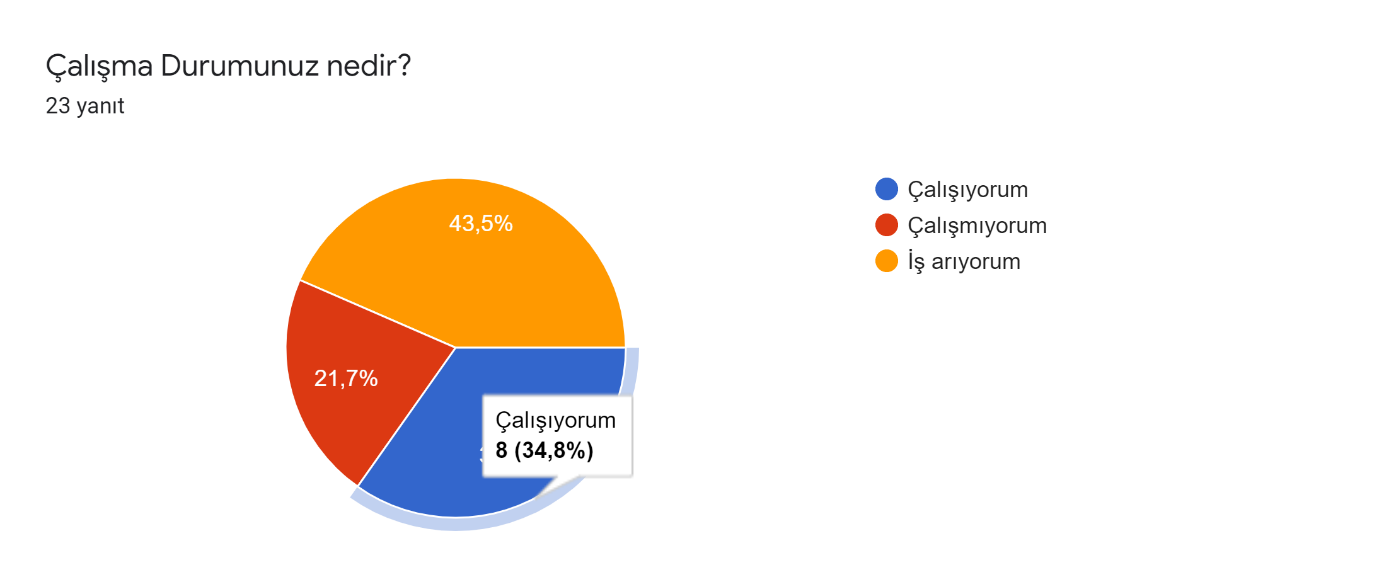 Çalışma Durumunuz nedir?
23 yanıt
43,5%
21,7%
Çalışıyorum
8 (34,8%)
Çalışıyorum
Çalışmıyorum
İş arıyorum